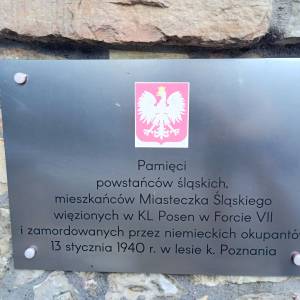 Pamięci
powstańców śląskich,
mieszkańców Miasteczka Śląskiego
więzionych w KL Posen w Forcie VII
i zamordowanych przez niemieckich okupantów
13 stycznia 1940 r. w lesie k. Poznania